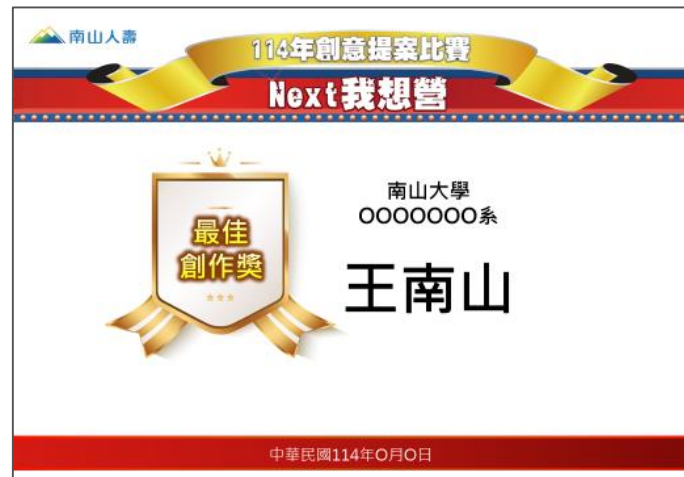 南山人壽
114年創意提案比賽
Next我想營
南山大學
OOOOOOO系
最佳
創作獎
王南山
中華民國114年O月O日